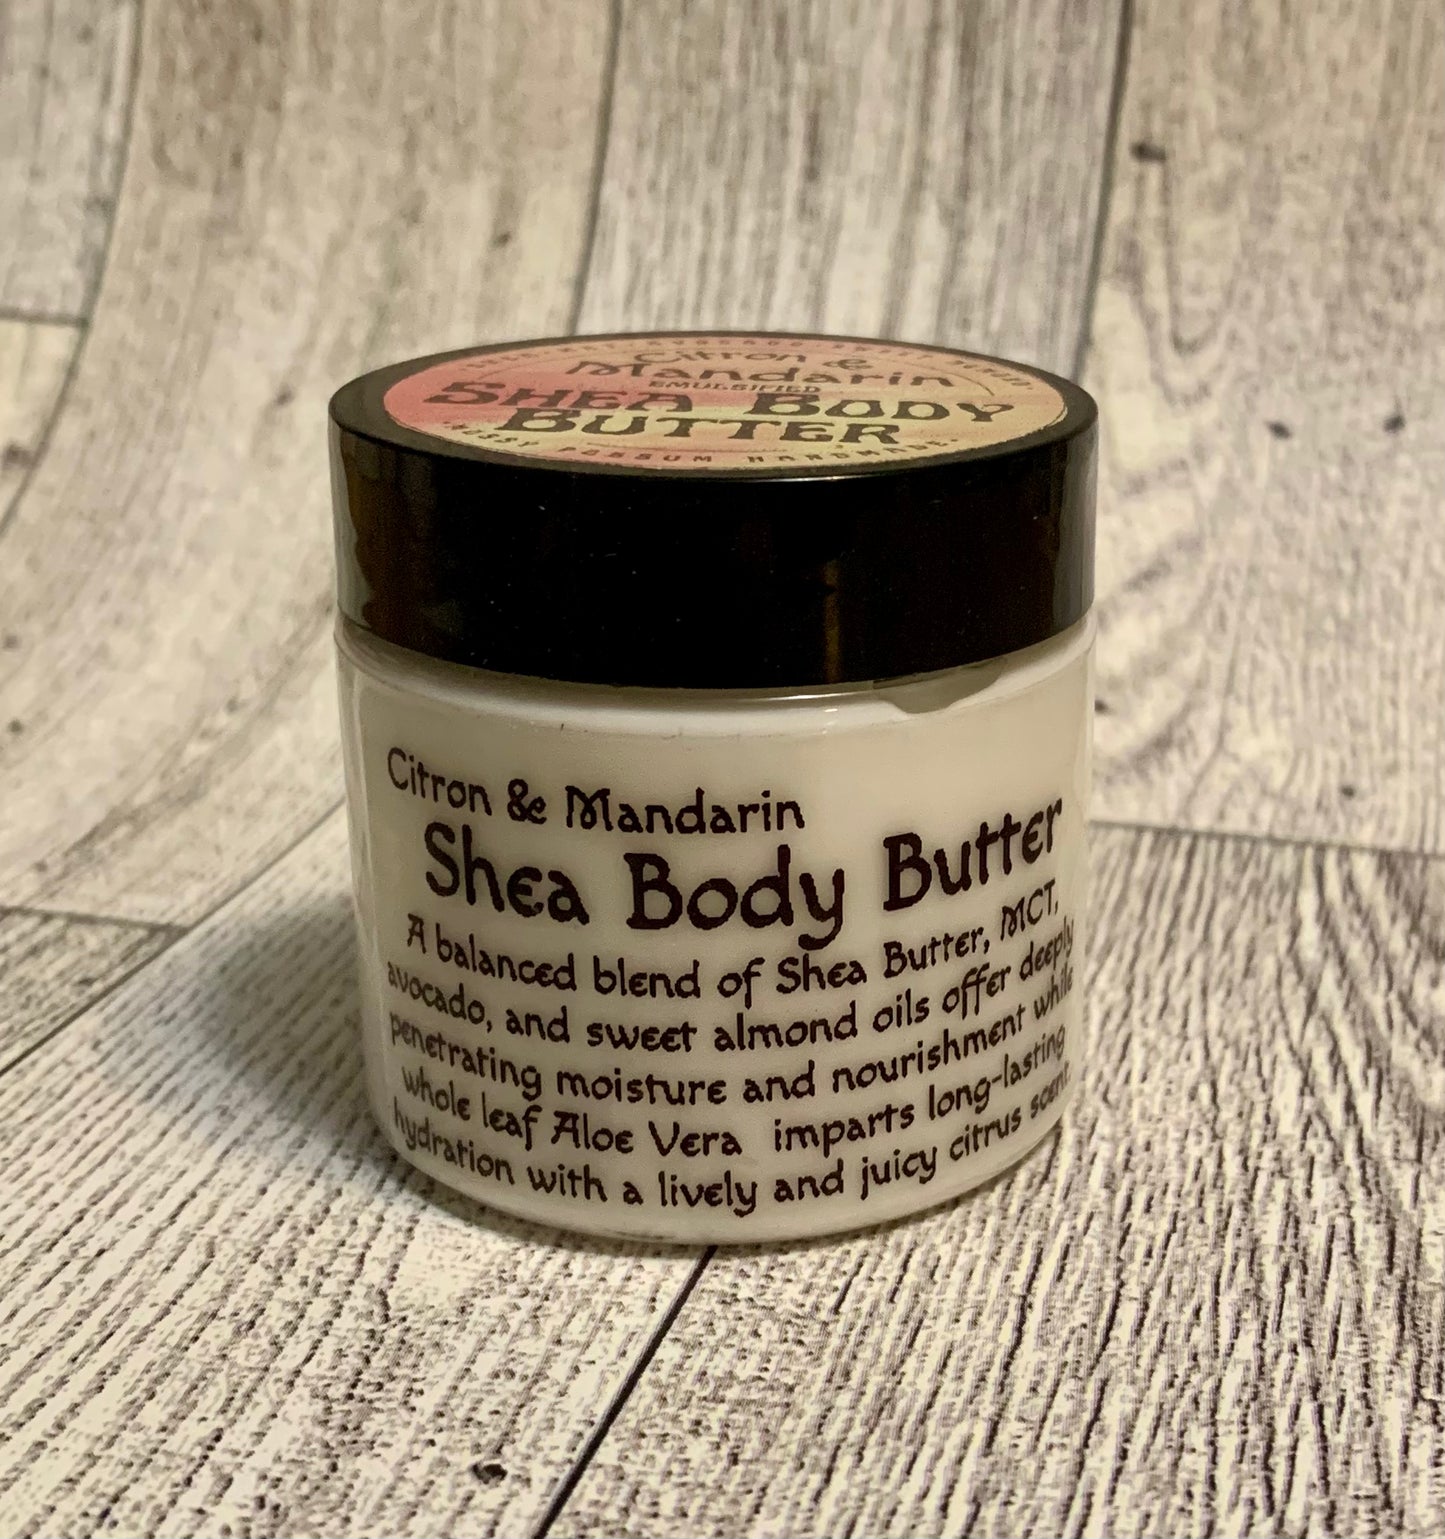 Citron &
Mandarin
EMULSIFIED
SHEA BODY
BUTTER
POSSUM HANDMADE
Citron & Mandarin
Shea Body Butter
A balanced blend of Shea Butter, MCT,
avocado, and sweet almond oils offer deeply
penetrating moisture and nourishment while
whole leaf Aloe Vera imparts long-lasting
hydration with a lively and juicy citrus scent.